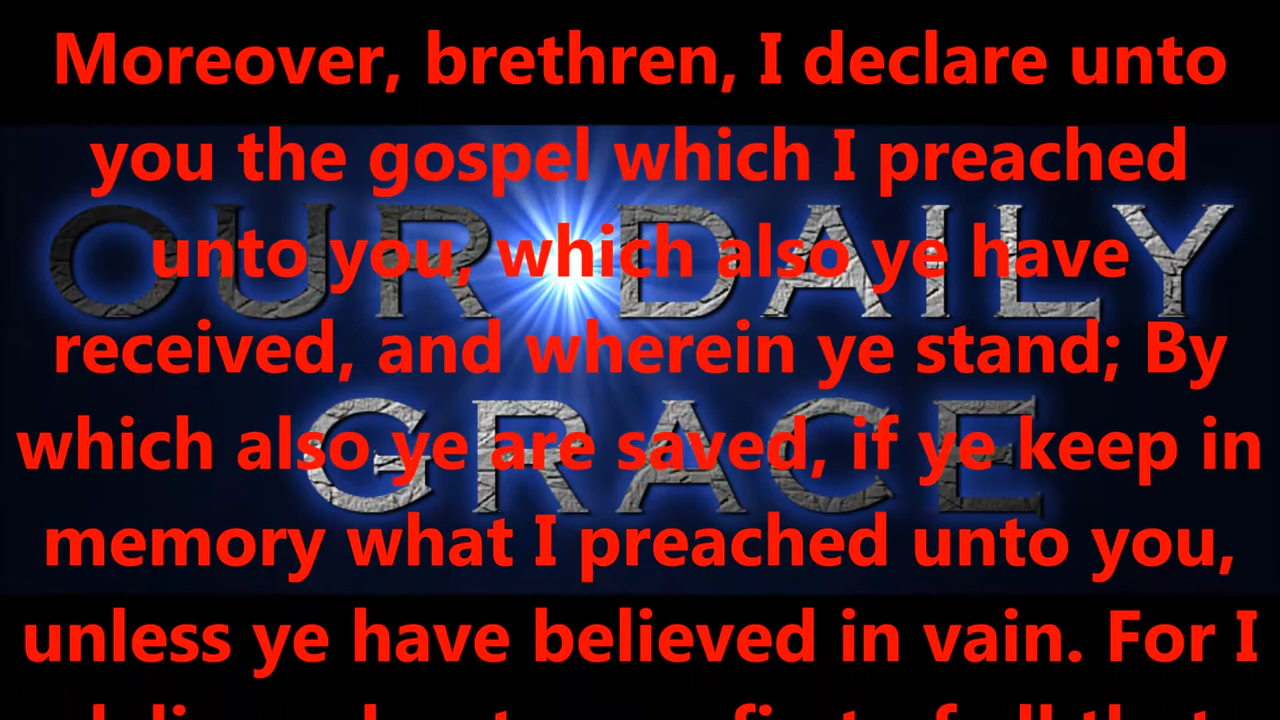 Moreover, brethren, I declare unto
you the gospel which I preached
unto you, which also ye have
received, and wherein ye stand; By
which also ye are saved, if ye keep in
memory what I preached unto you,
unless ye have believed in vain. For I
OUR DAILY
GRACE